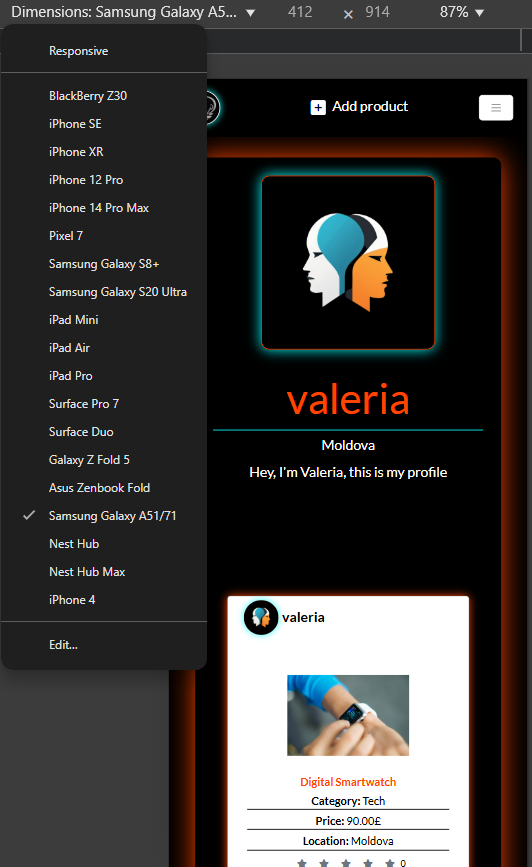 Dimensions: Samsung Galaxy A5... ▼ 412 × 914 87% ▼
Responsive
BlackBerry Z30
iPhone SE
iPhone XR
iPhone 12 Pro
iPhone 14 Pro Max
Pixel 7
Samsung Galaxy S8+
Samsung Galaxy S20 Ultra
iPad Mini
iPad Air
iPad Pro
Surface Pro 7
Surface Duo
Galaxy Z Fold 5
Asus Zenbook Fold
Samsung Galaxy A51/71
Nest Hub
Nest Hub Max
iPhone 4
Edit...
Add product
valeria
Moldova
Hey, I'm Valeria, this is my profile
valeria
Digital Smartwatch
Category: Tech
Price: 90.00£
Location: Moldova
0